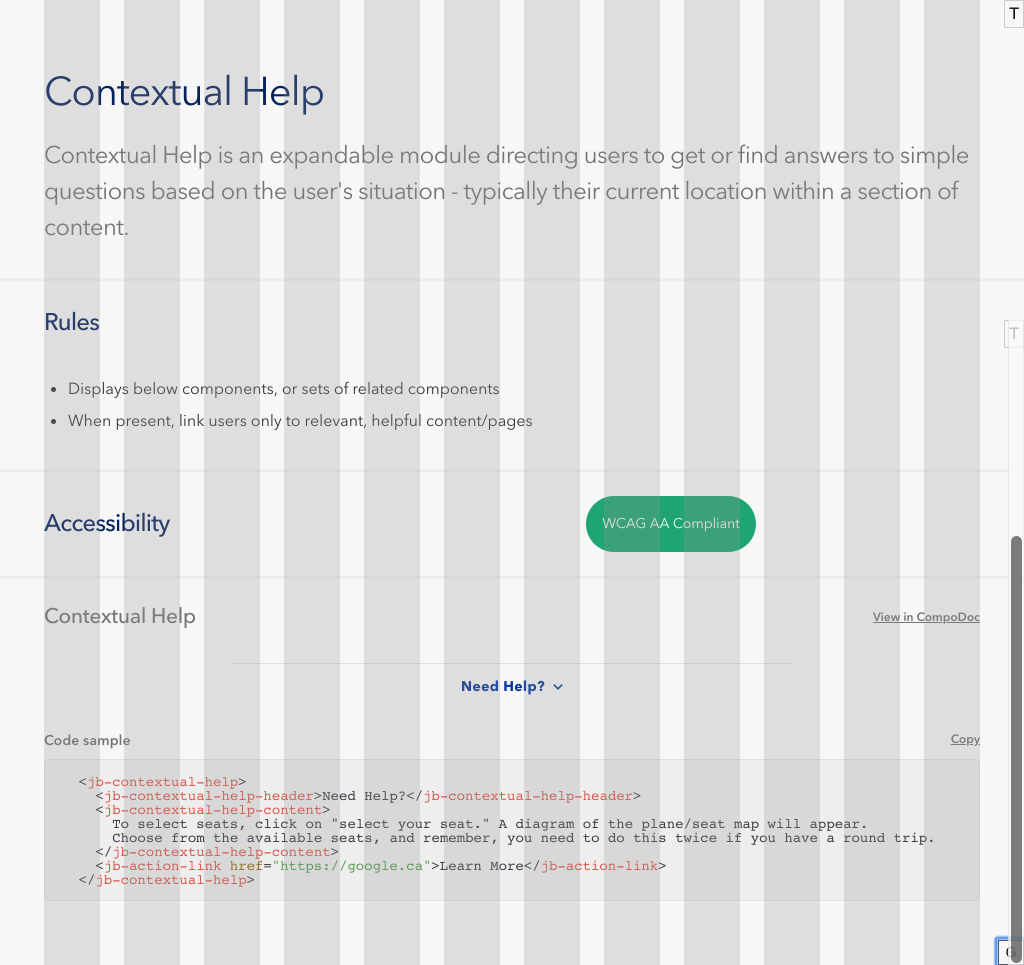 T
Contextual Help
Contextual Help is an expandable module directing users to get or find answers to simple
questions based on the user's situation - typically their current location within a section of
content.
Rules
T
• Displays below components, or sets of related components
• When present, link users only to relevant, helpful content/pages
Accessibility
WCAG AA Compliant
Contextual Help
View in CompoDoc
Need Help?
Code sample
Copy
<jb-contextual-help>
<jb-contextual-help-header>Need Help?</jb-contextual-help-header>
<jb-contextual-help-content>
To select seats, click on "select your seat." A diagram of the plane/seat map will appear.
Choose from the available seats, and remember, you need to do this twice if you have a round trip.
</jb-contextual-help-content>
<jb-action-link href="https://google.ca">Learn More</jb-action-link>
</jb-contextual-help>
G